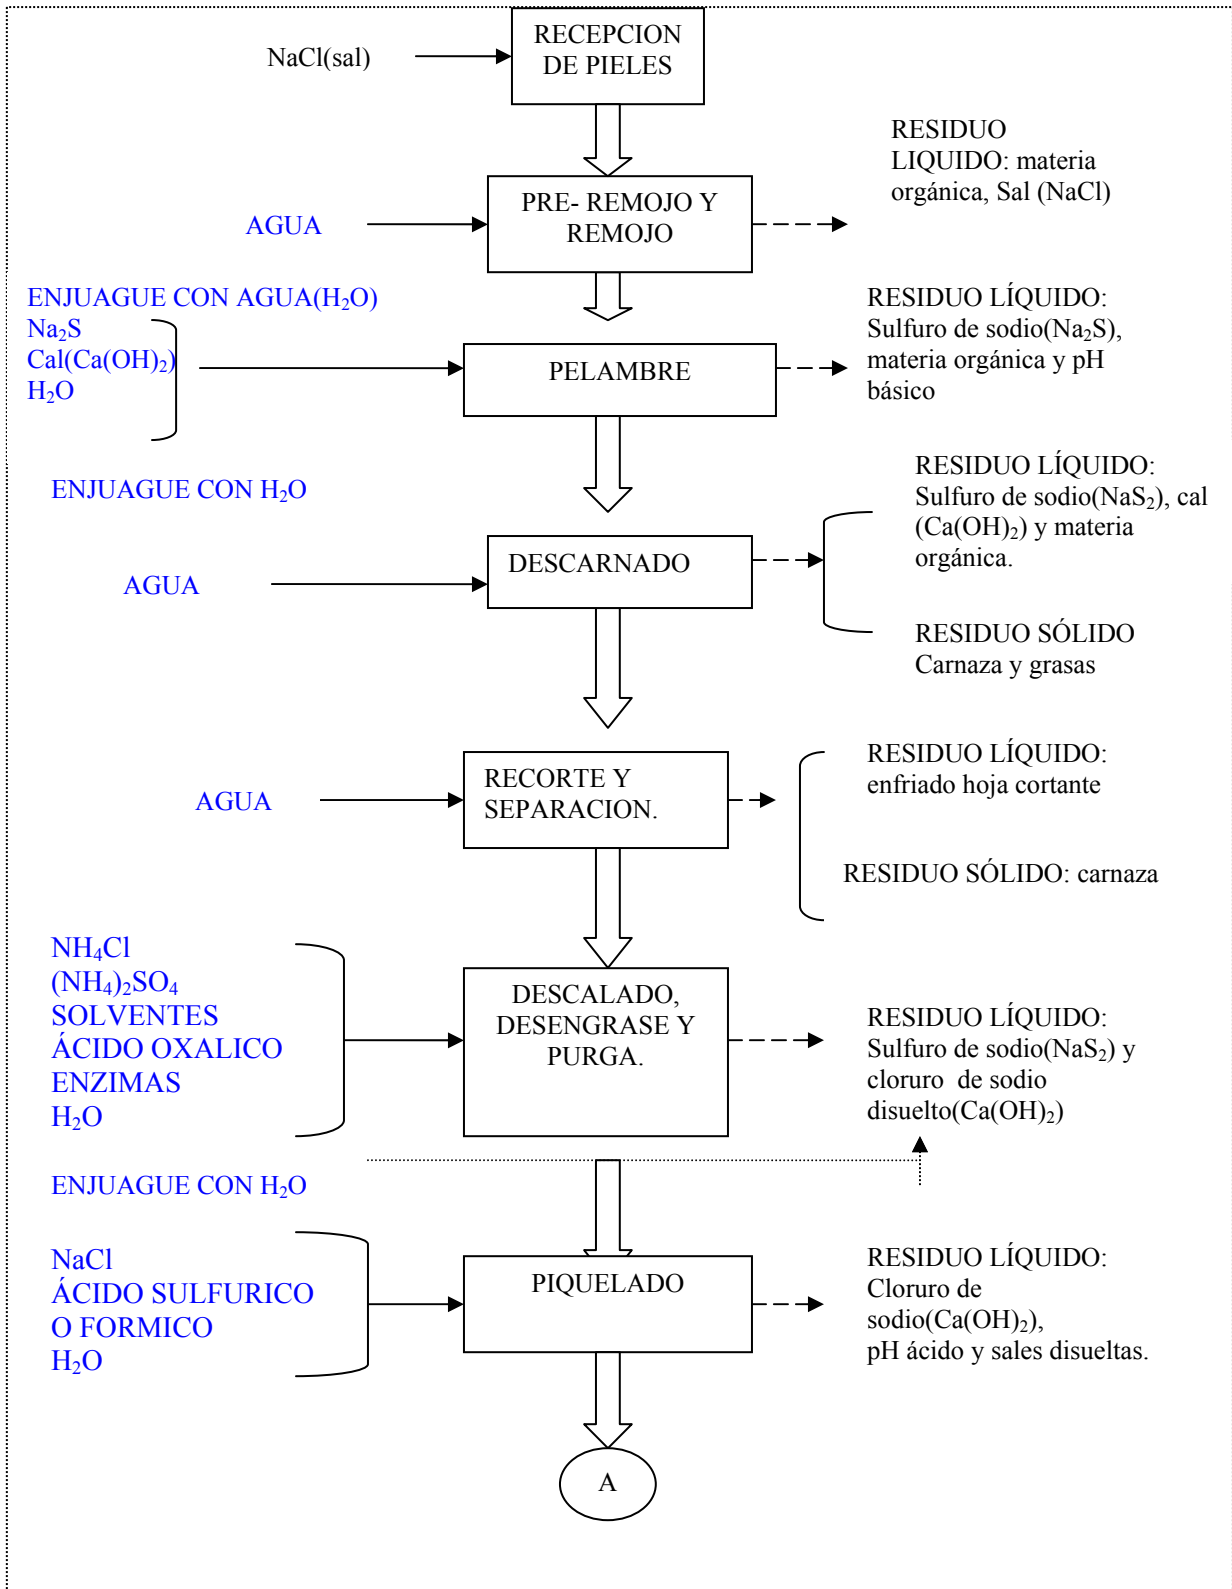 RECEPCION
DE PIELES
NaCl(sal)
RESIDUO
LIQUIDO: materia
orgánica, Sal (NaCl)
PRE- REMOJO Y
REMOJO
AGUA
ENJUAGUE CON AGUA(H₂O)
Na₂S
Cal(Ca(OH)₂)
H₂O
PELAMBRE
RESIDUO LÍQUIDO:
Sulfuro de sodio(Na₂S),
materia orgánica y pH
básico
ENJUAGUE CON H₂O
RESIDUO LÍQUIDO:
Sulfuro de sodio(NaS₂), cal
(Ca(OH)₂) y materia
orgánica.
DESCARNADO
AGUA
RESIDUO SÓLIDO
Carnaza y grasas
RECORTE Y
SEPARACION.
AGUA
RESIDUO LÍQUIDO:
enfriado hoja cortante
RESIDUO SÓLIDO: carnaza
NH₄Cl
(NH₄)₂SO₄
SOLVENTES
ÁCIDO OXALICO
ENZIMAS
H₂O
DESCALADO,
DESENGRASE Y
PURGA.
RESIDUO LÍQUIDO:
Sulfuro de sodio(NaS₂) y
cloruro de sodio
disuelto(Ca(OH)₂)
ENJUAGUE CON H₂O
NaCl
ÁCIDO SULFURICO
O FORMICO
H₂O
PIQUELADO
RESIDUO LÍQUIDO:
Cloruro de
sodio(Ca(OH)₂),
pH ácido y sales disueltas.
A